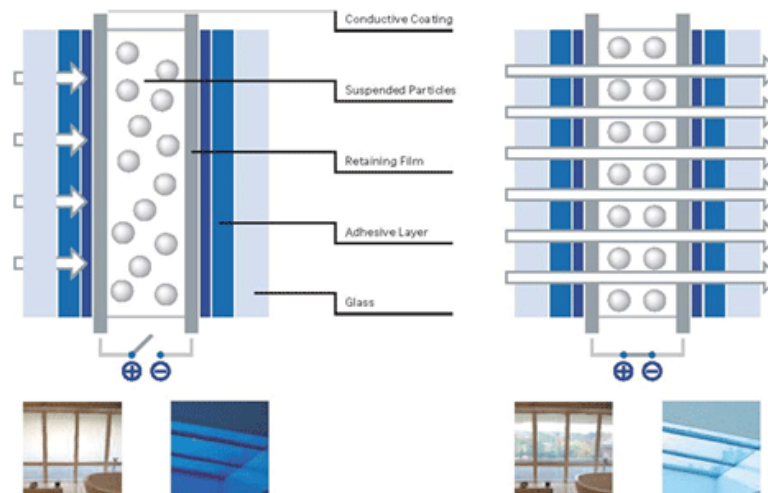 Conductive Coating
Suspended Particles
Retaining Film
Adhesive Layer
Glass